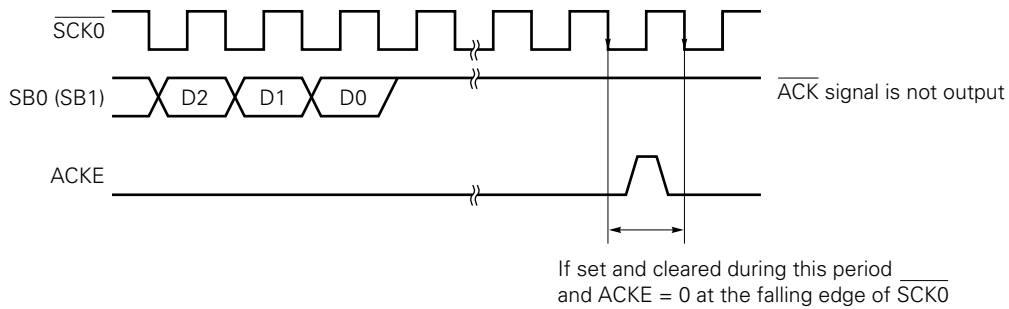 SCK0
SB0 (SB1)
D2
D1
D0
ACK signal is not output
ACKE
If set and cleared during this period
and ACKE = 0 at the falling edge of SCK0